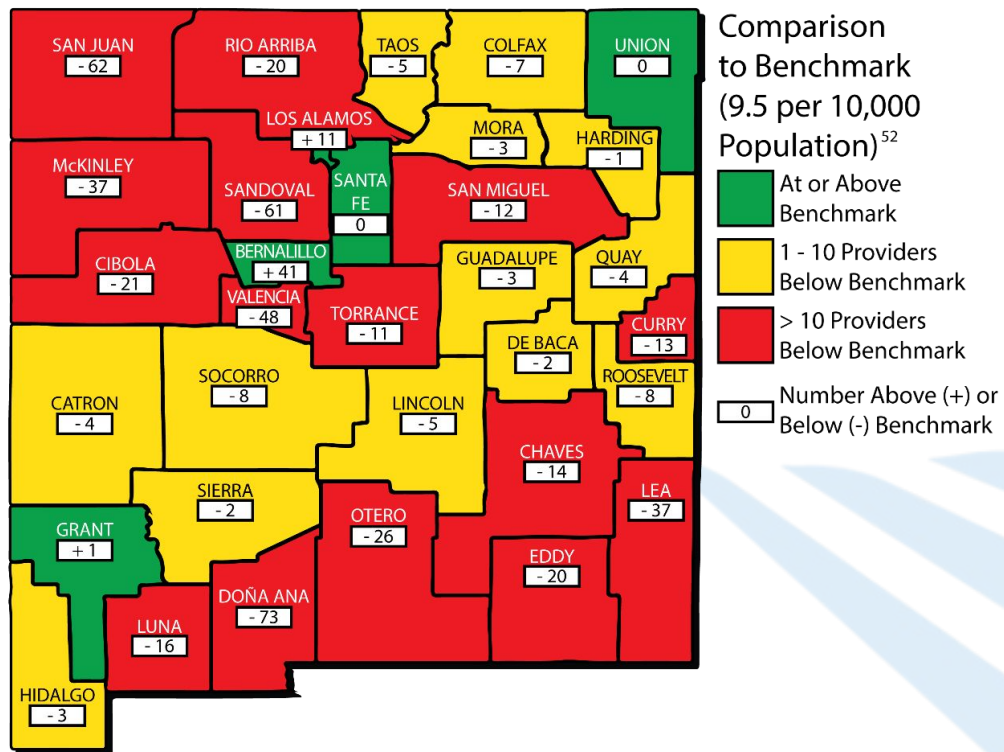 SAN JUAN
- 62
RIO ARRIBA
- 20
TAOS
- 5
COLFAX
- 7
UNION
0
LOS ALAMOS
+ 11
MORA
- 3
HARDING
- 1
McKINLEY
- 37
SANDOVAL
- 61
SANTA
FE
0
SAN MIGUEL
- 12
CIBOLA
- 21
BERNALILLO
+ 41
VALENCIA
- 48
TORRANCE
- 11
GUADALUPE
- 3
QUAY
- 4
CURRY
- 13
DE BACA
- 2
ROOSEVELT
- 8
CATRON
- 4
SOCORRO
- 8
LINCOLN
- 5
CHAVES
- 14
LEA
- 37
SIERRA
- 2
OTERO
- 26
EDDY
- 20
GRANT
+ 1
DOÑA ANA
- 73
LUNA
- 16
HIDALGO
- 3
Comparison
to Benchmark
(9.5 per 10,000
Population)52
At or Above
Benchmark
1 - 10 Providers
Below Benchmark
> 10 Providers
Below Benchmark
0
Number Above (+) or
Below (-) Benchmark